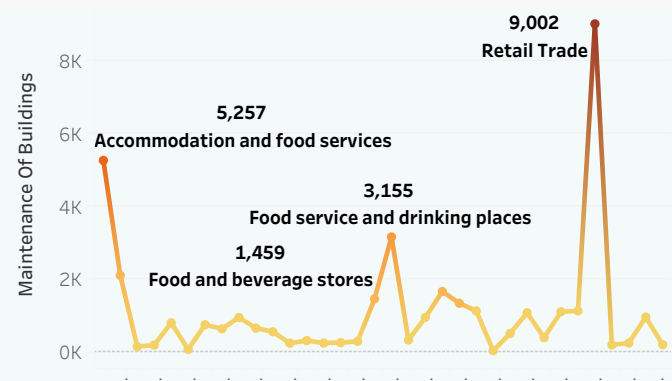 9,002
Retail Trade
8K
5,257
Accommodation and food services
6K
3,155
Food service and drinking places
4K
1,459
Food and beverage stores
2K
0K
Maintenance Of Buildings